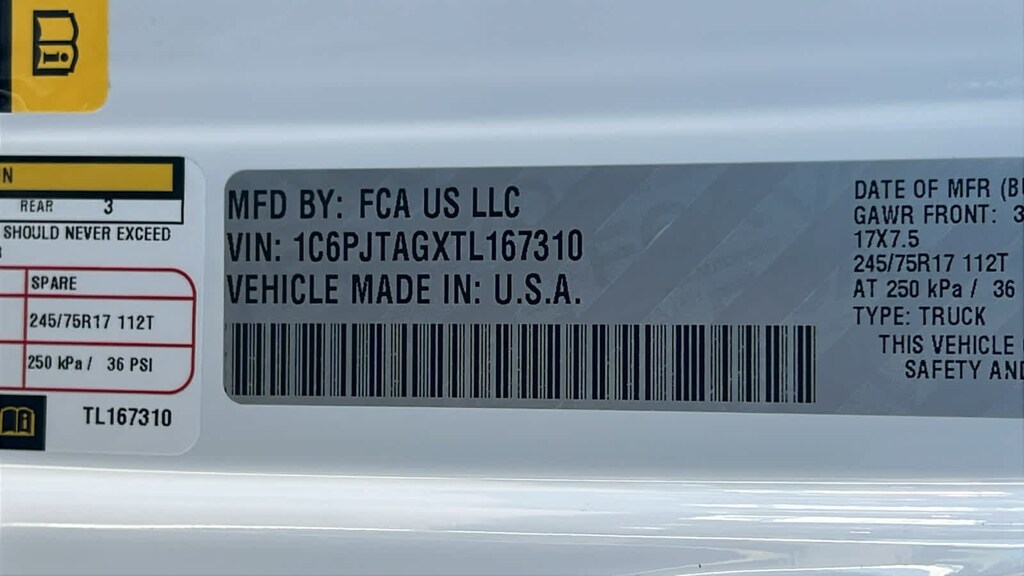 N
REAR 3
SHOULD NEVER EXCEED
SPARE
245/75R17 112T
250 kPa / 36 PSI
TL167310
MFD BY: FCA US LLC
VIN: 1C6PJTAGXTL167310
VEHICLE MADE IN: U.S.A.
DATE OF MFR
GAWR FRONT: 3
17X7.5
245/75R17 112T
AT 250 kPa / 36
TYPE: TRUCK
THIS VEHICLE
SAFETY AND